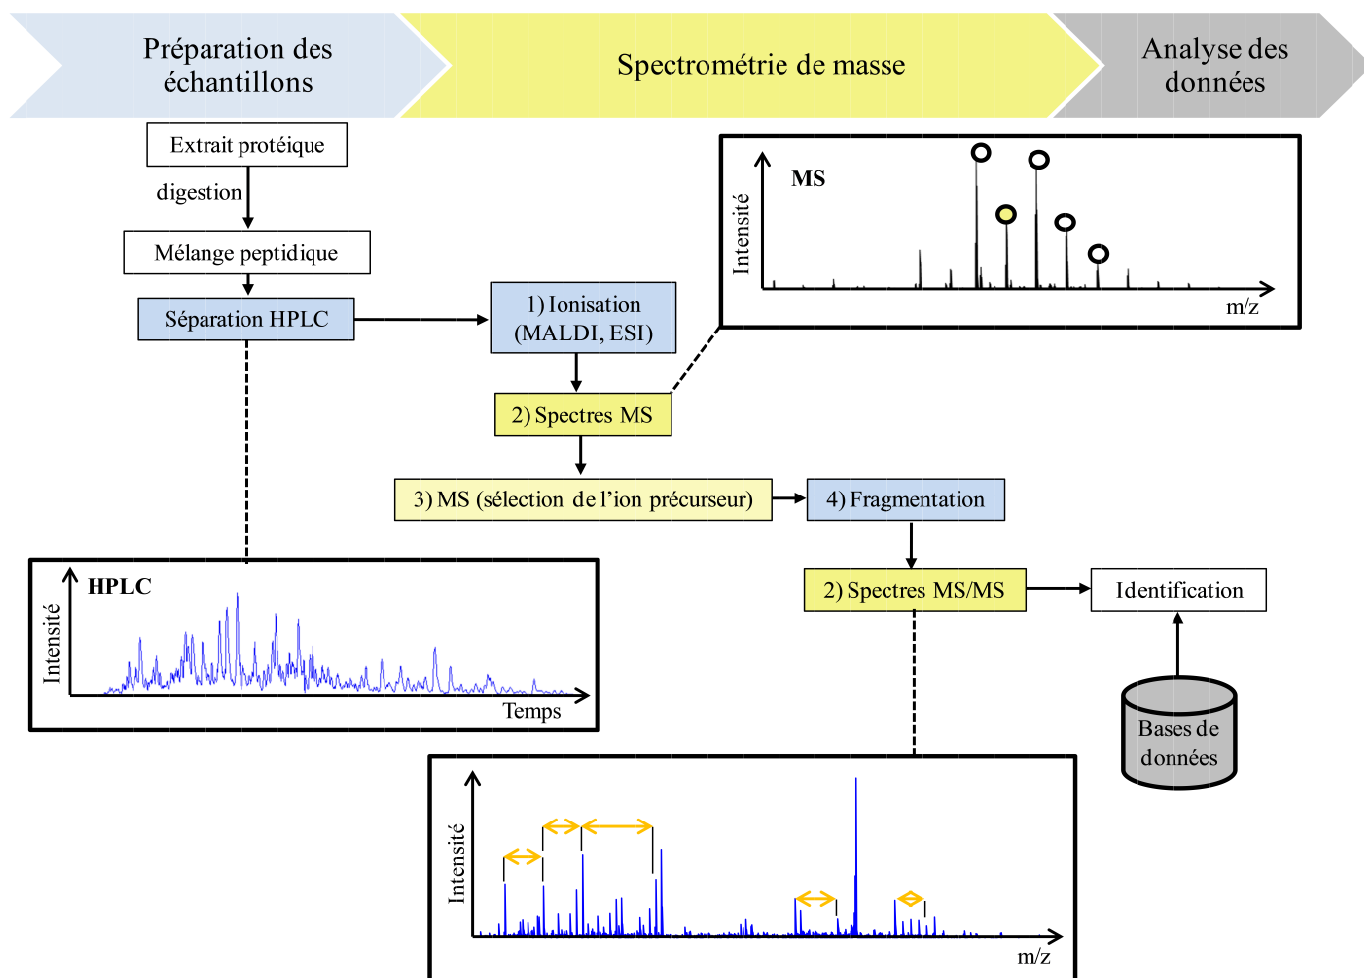 Préparation des
échantillons
Spectrométrie de masse
Analyse des
données
Extrait protéique
digestion
Mélange peptidique
Séparation HPLC
1) Ionisation
(MALDI, ESI)
MS
Intensité
m/z
2) Spectres MS
3) MS (sélection de l’ion précurseur)
4) Fragmentation
2) Spectres MS/MS
Identification
Bases de
données
HPLC
Intensité
Temps
Intensité
m/z